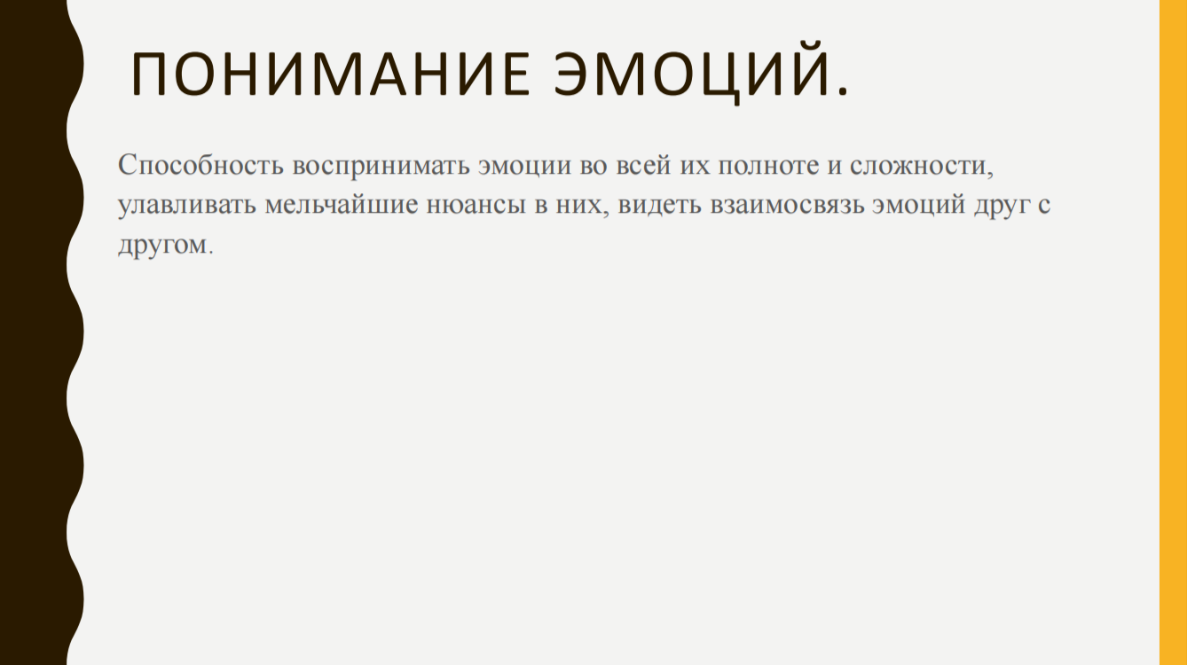 ПОНИМАНИЕ ЭМОЦИЙ.
Способность воспринимать эмоции во всей их полноте и сложности,
улавливать мельчайшие нюансы в них, видеть взаимосвязь эмоций друг с
другом.